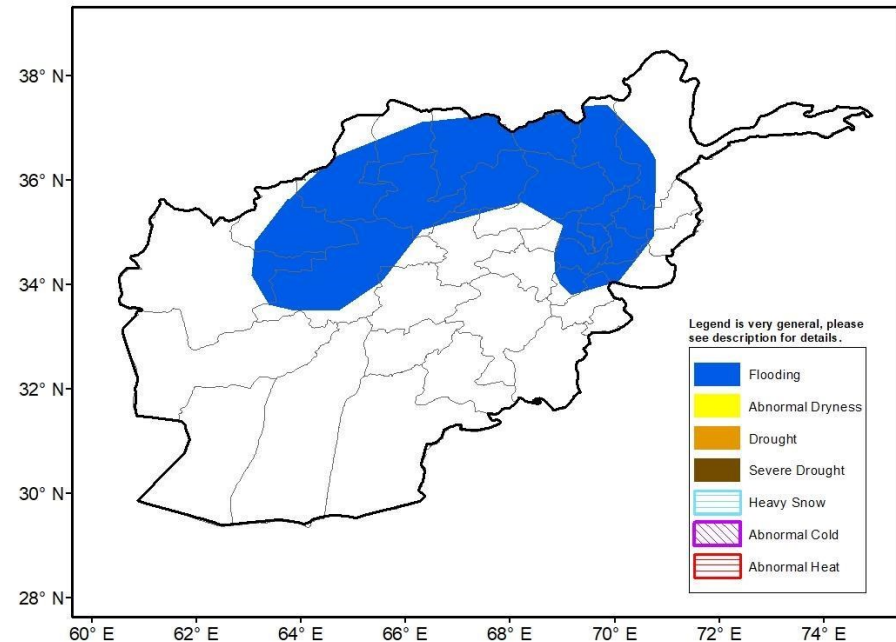 38° N
36° N
34° N
32° N
30° N
28° N
60° E 62° E 64° E 66° E 68° E 70° E 72° E 74° E
Legend is very general, please
see description for details.
Flooding
Abnormal Dryness
Drought
Severe Drought
Heavy Snow
Abnormal Cold
Abnormal Heat